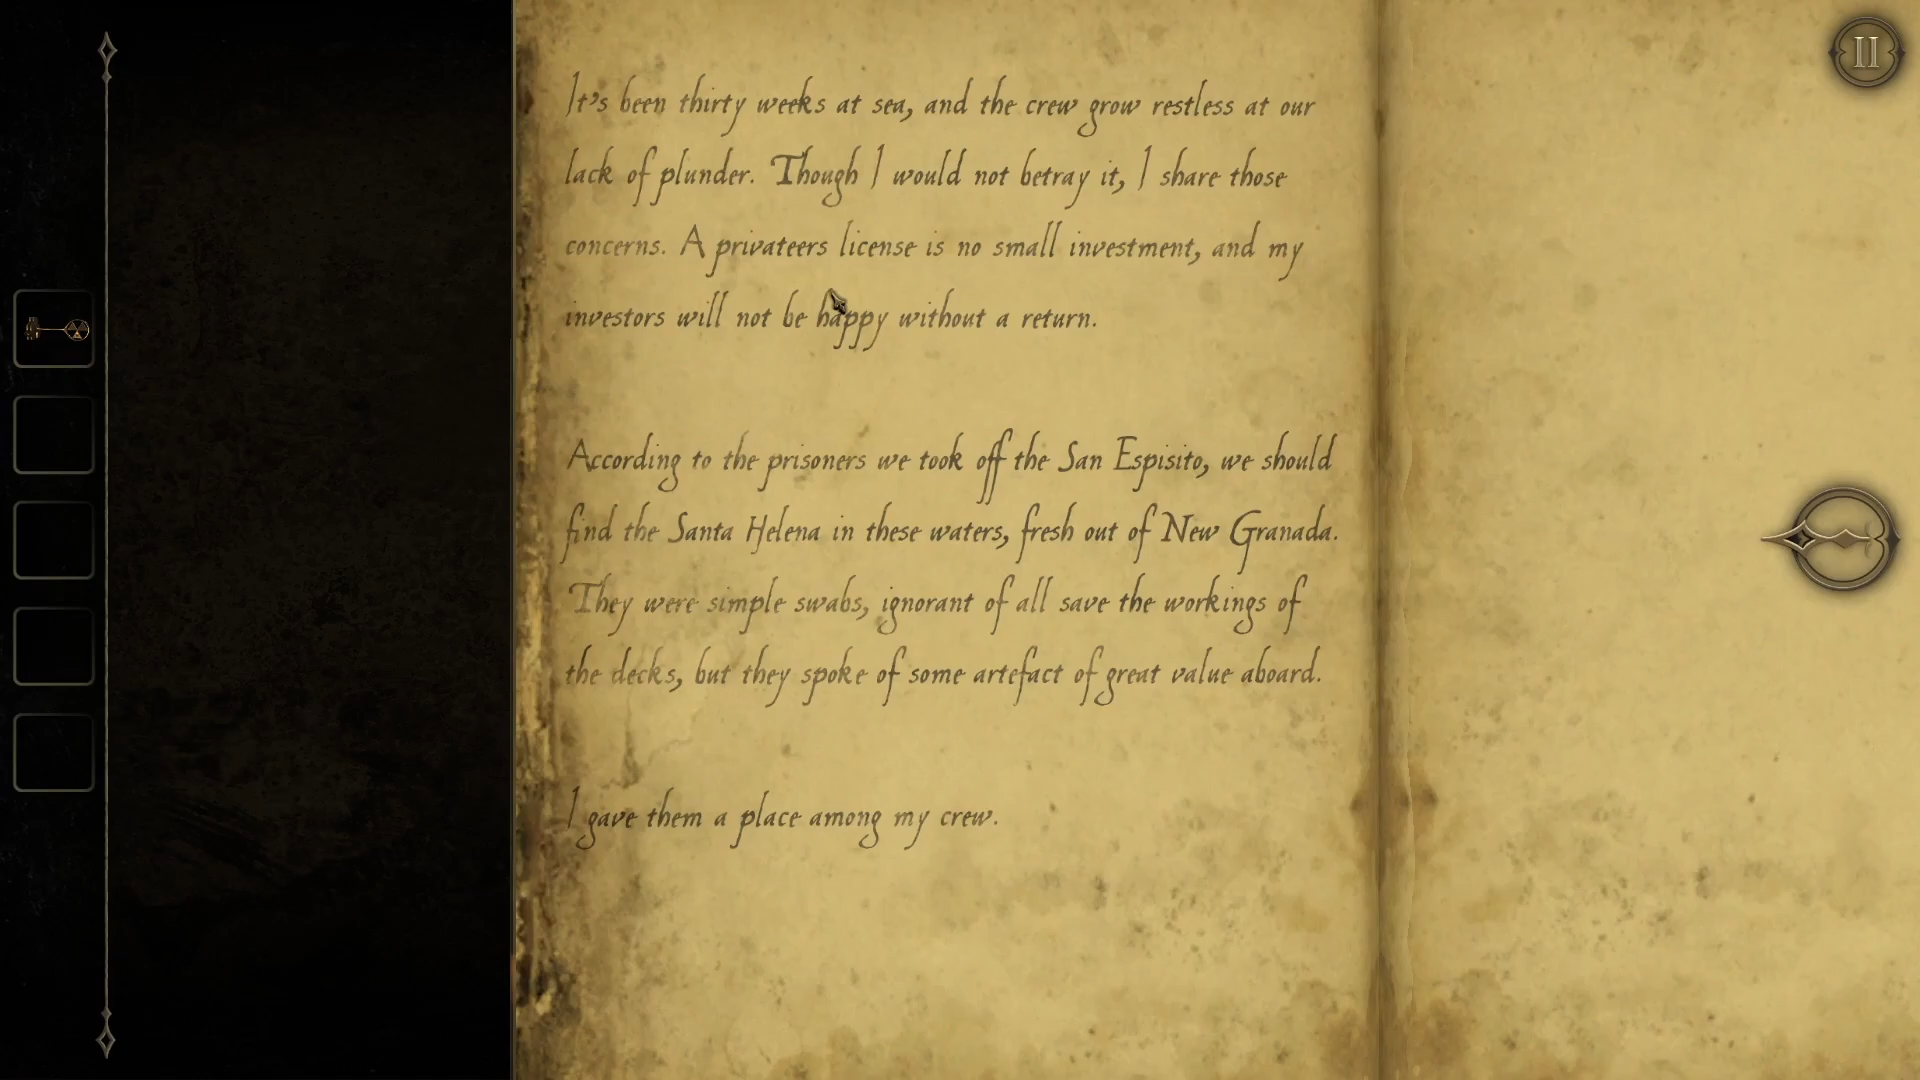 It's been thirty weeks at sea, and the crew grow restless at our
lack of plunder. Though I would not betray it, I share those
concerns. A privateers license is no small investment, and my
investors will not be happy without a return.
According to the prisoners we took off the San Espisito, we should
find the Santa Helena in these waters, fresh out of New Granada.
They were simple swabs, ignorant of all save the workings of
the decks, but they spoke of some artefact of great value aboard.
I gave them a place among my crew.